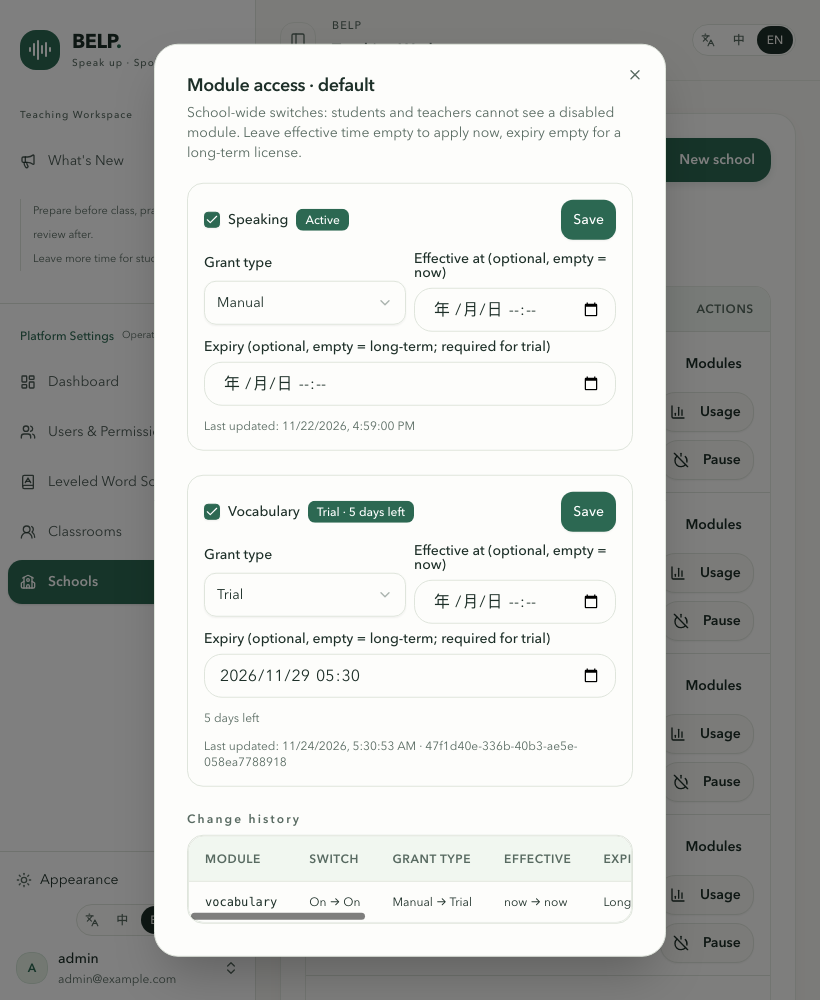 BELP.
Speak up · Spo
BELP
中
EN
Teaching Workspace
What's New
Prepare before class, pra
review after.
Leave more time for stud
Platform Settings
Dashboard
Users & Permissi
Leveled Word Sc
Classrooms
Schools
Appearance
中
A
admin
admin@example.com
Module access · default
School-wide switches: students and teachers cannot see a disabled
module. Leave effective time empty to apply now, expiry empty for a
long-term license.
Speaking Active Save
Grant type
Effective at (optional, empty =
now)
Manual
年 /月/日 --:--
Expiry (optional, empty = long-term; required for trial)
年 /月/日 --:--
Last updated: 11/22/2026, 4:59:00 PM
Vocabulary Trial · 5 days left Save
Grant type
Effective at (optional, empty =
now)
Trial
年 /月/日 --:--
Expiry (optional, empty = long-term; required for trial)
2026/11/29 05:30
5 days left
Last updated: 11/24/2026, 5:30:53 AM · 47f1d40e-336b-40b3-ae5e-
058ea7788918
Change history
MODULE SWITCH GRANT TYPE EFFECTIVE EXPI
vocabulary On → On Manual → Trial now → now Long
New school
ACTIONS
Modules
Usage
Pause
Modules
Usage
Pause
Modules
Usage
Pause
Modules
Usage
Pause